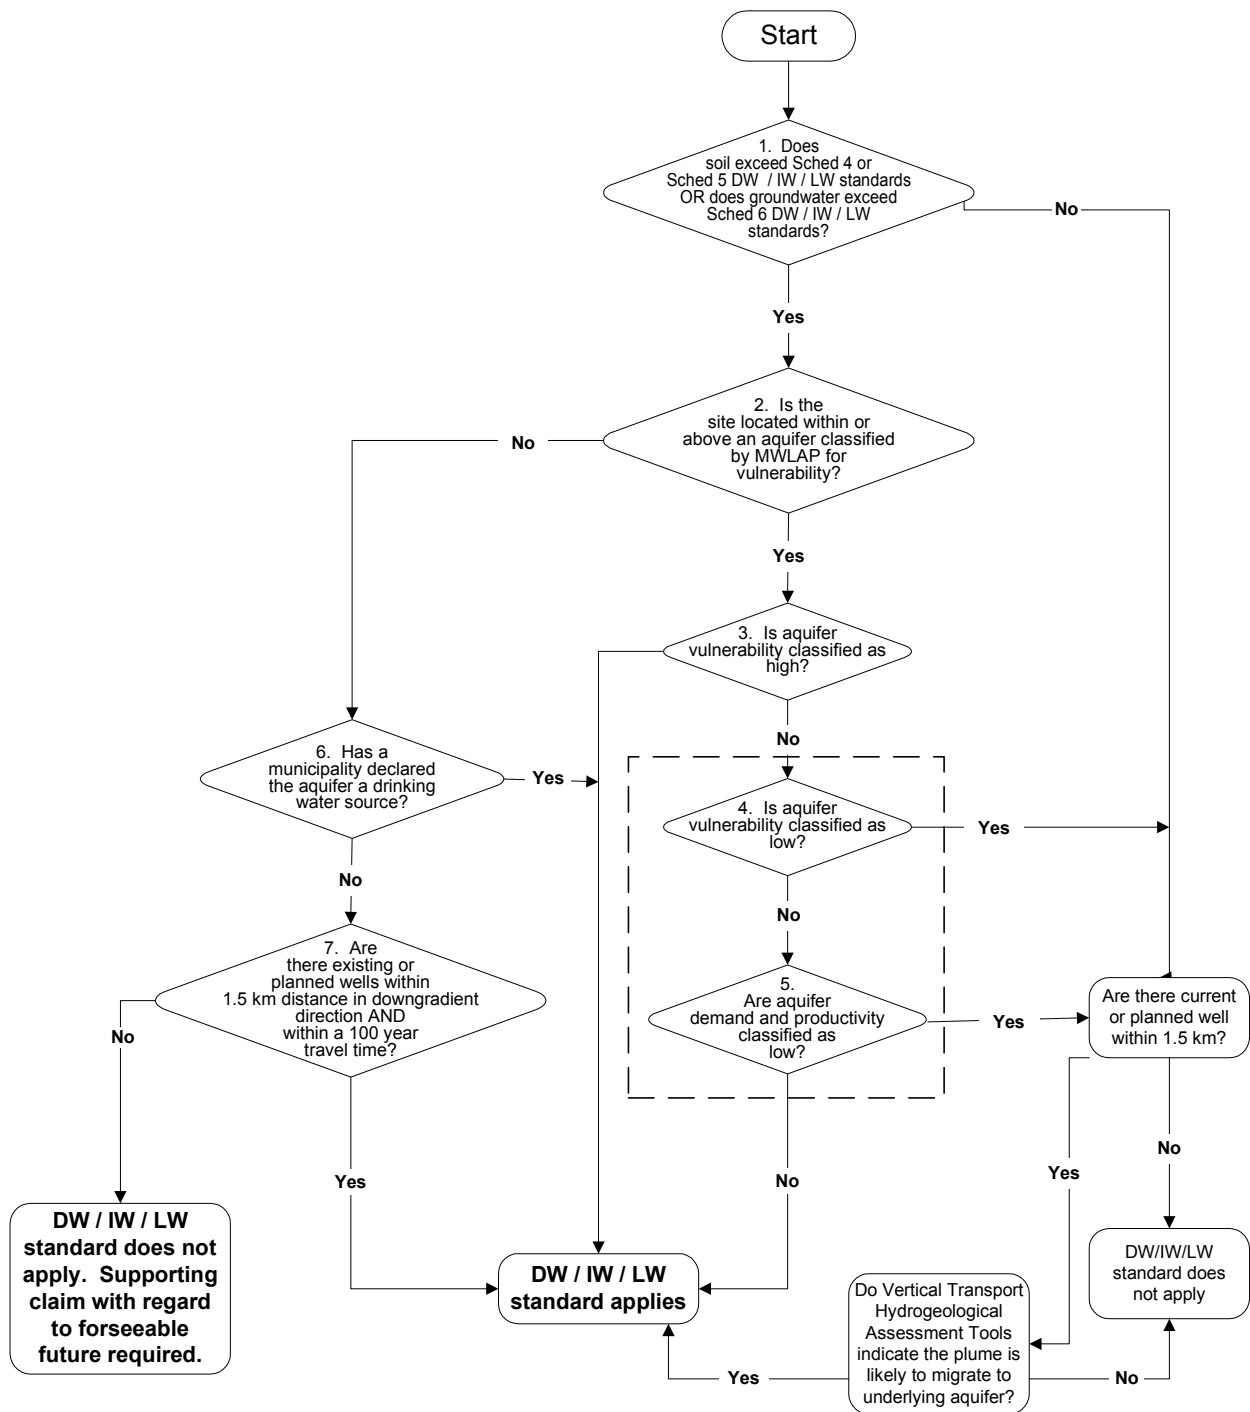 Start
1. Does
soil exceed Sched 4 or
Sched 5 DW / IW / LW standards
OR does groundwater exceed
Sched 6 DW / IW / LW
standards?
No
Yes
2. Is the
site located within or
above an aquifer classified
by MWLAP for
vulnerability?
No
Yes
3. Is aquifer
vulnerability classified as
high?
No
6. Has a
municipality declared
the aquifer a drinking
water source?
Yes
4. Is aquifer
vulnerability classified as
low?
Yes
No
No
7. Are
there existing or
planned wells within
1.5 km distance in downgradient
direction AND
within a 100 year
travel time?
No
Yes
5.
Are aquifer
demand and productivity
classified as
low?
Yes
No
Are there current
or planned well
within 1.5 km?
No
Yes
DW / IW / LW
standard does not
apply. Supporting
claim with regard
to forseeable
future required.
DW / IW / LW
standard applies
DW/IW/LW
standard does
not apply
Do Vertical Transport
Hydrogeological
Assessment Tools
indicate the plume is
likely to migrate to
underlying aquifer?
Yes
No